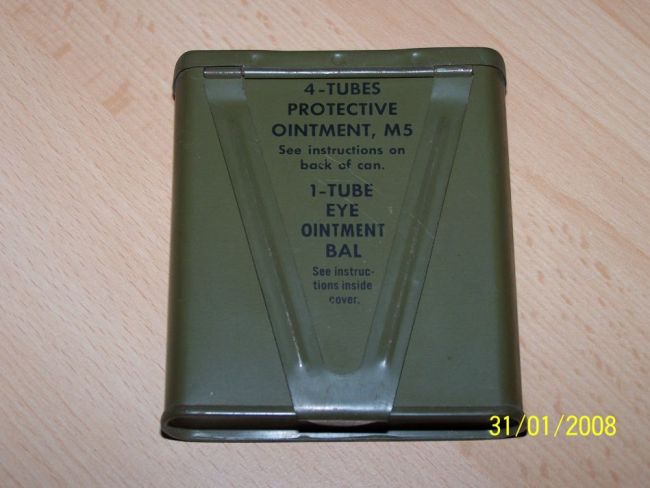 4-TUBES
PROTECTIVE
OINTMENT, M5
See instructions on
back of can.
1-TUBE
EYE
OINTMENT
BAL
See instruc-
tions inside
cover.
31/01/2008